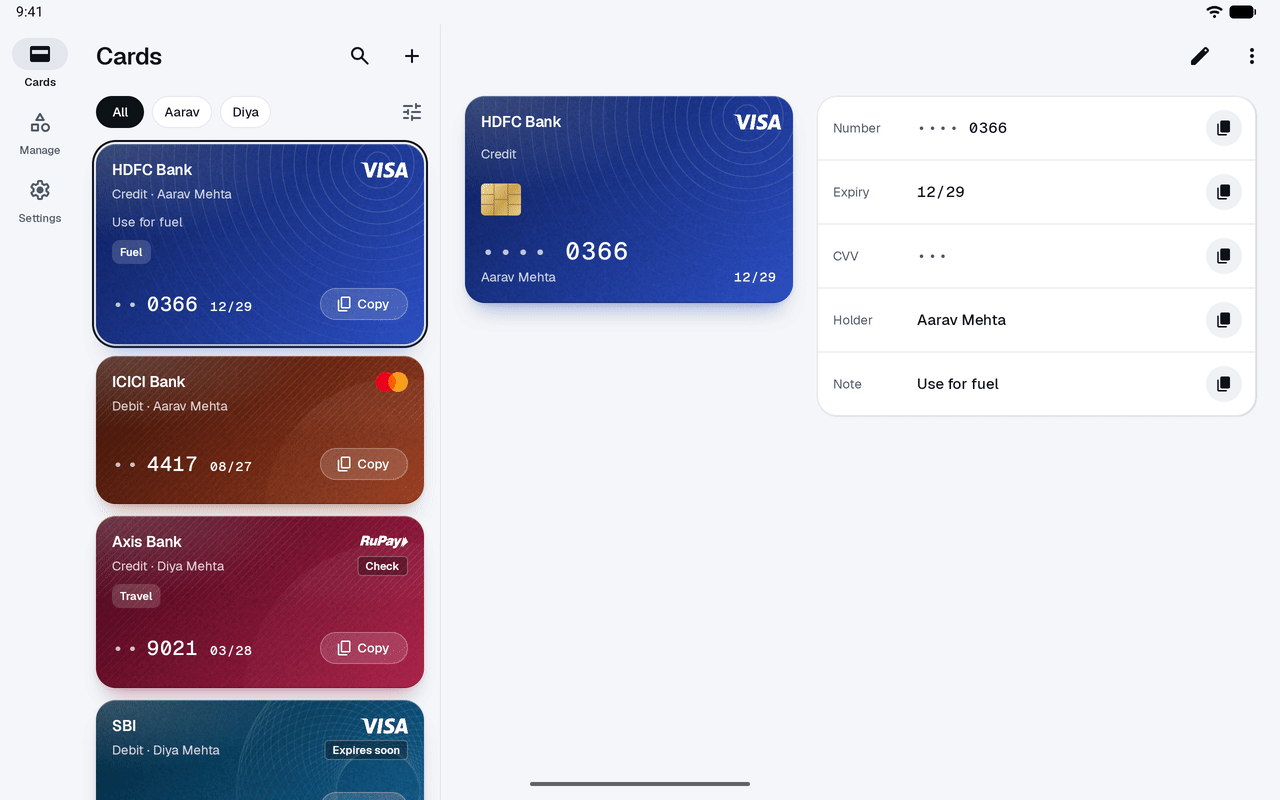 9:41
Cards
Manage
Settings
Cards
All
Aarav
Diya
HDFC Bank
VISA
Credit · Aarav Mehta
Use for fuel
Fuel
•• 0366 12/29
Copy
ICICI Bank
Debit · Aarav Mehta
•• 4417 08/27
Copy
Axis Bank
RuPay
Credit · Diya Mehta
Check
Travel
•• 9021 03/28
Copy
SBI
VISA
Debit · Diya Mehta
Expires soon
HDFC Bank
VISA
Credit
•••• 0366
Aarav Mehta
12/29
Number •••• 0366
Expiry 12/29
CVV •••
Holder Aarav Mehta
Note Use for fuel